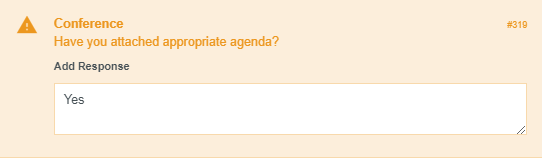 Conference
#319
Have you attached appropriate agenda?
Add Response
Yes